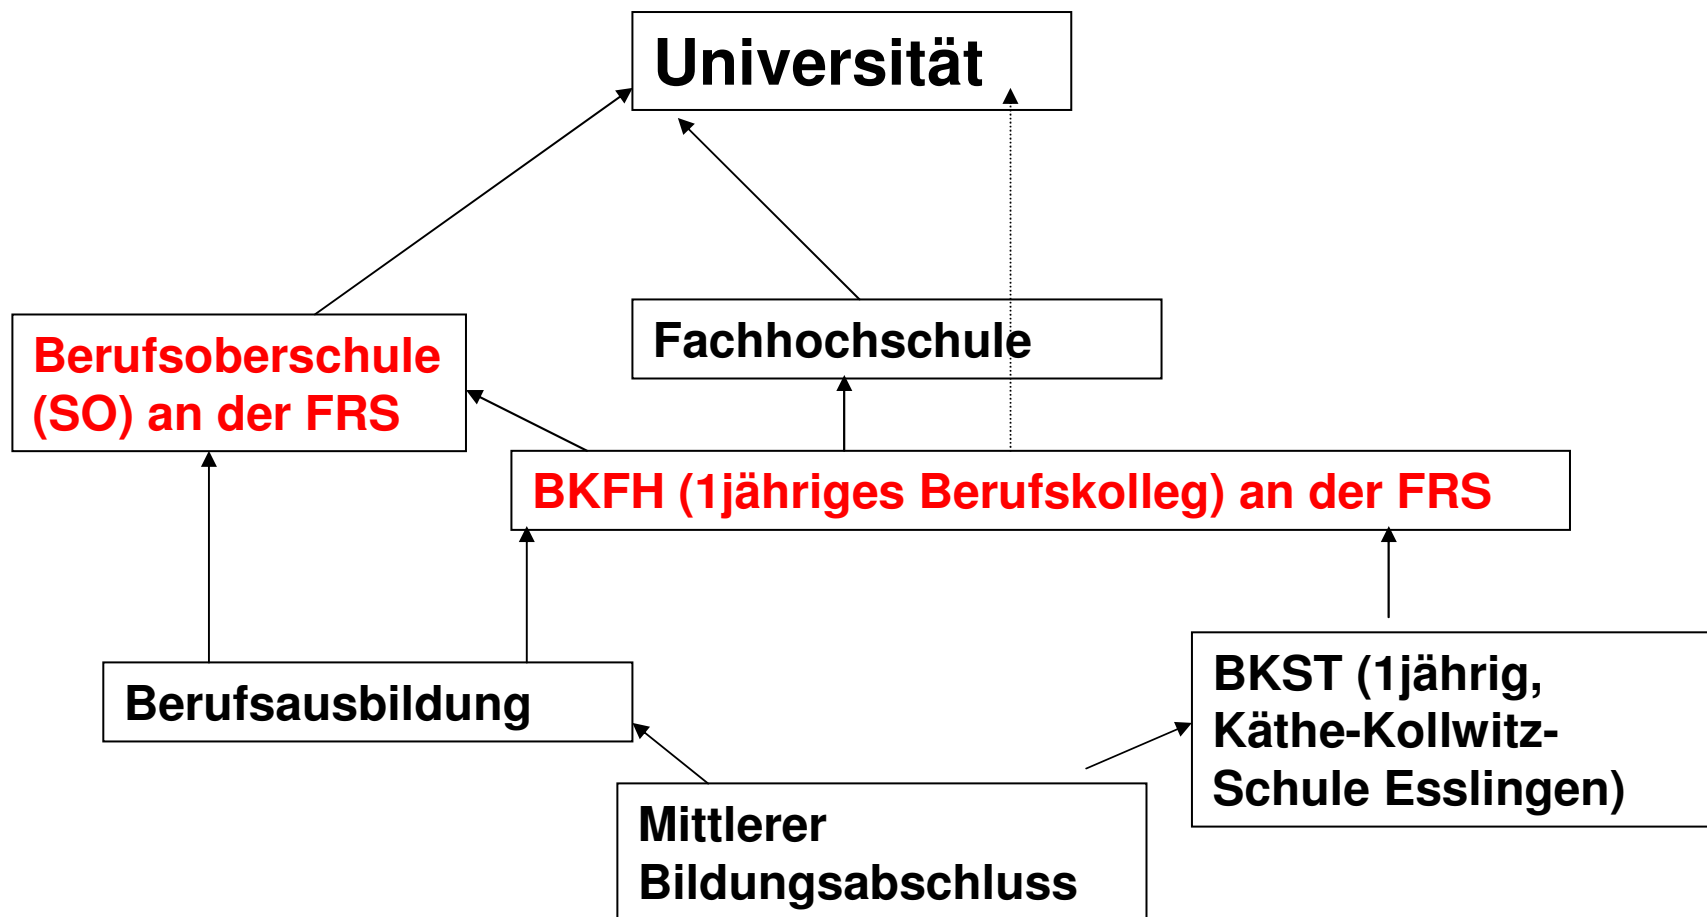 Universität
Fachhochschule
Berufsoberschule
(SO) an der FRS
BKFH (1jähriges Berufskolleg) an der FRS
Berufsausbildung
BKST (1jährig,
Käthe-Kollwitz-
Schule Esslingen)
Mittlerer
Bildungsabschluss